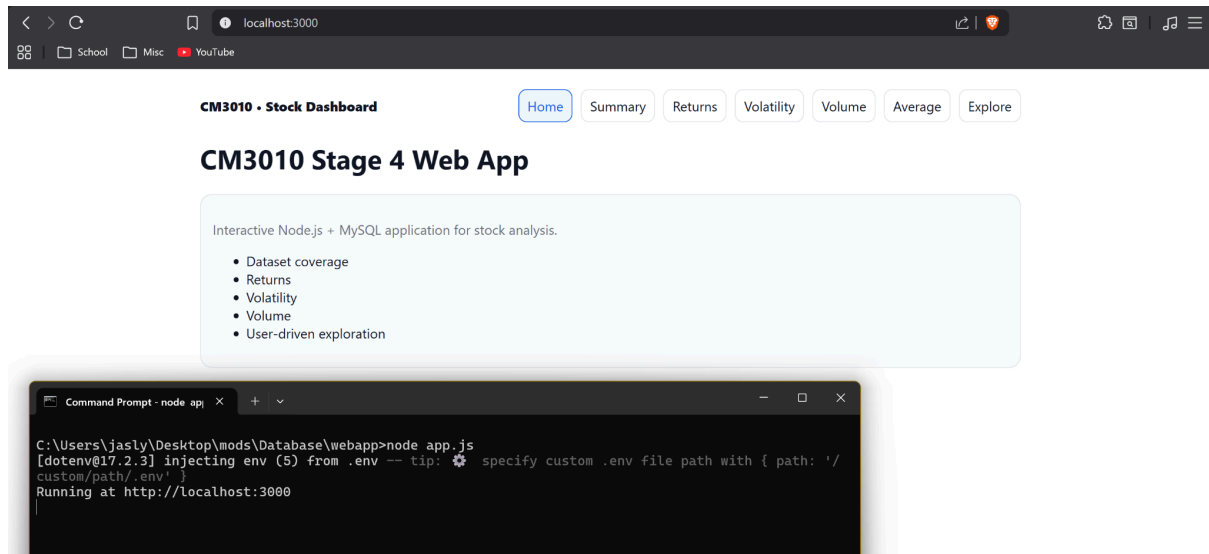 localhost:3000
School Misc YouTube
CM3010 • Stock Dashboard Home Summary Returns Volatility Volume Average Explore
CM3010 Stage 4 Web App
Interactive Node.js + MySQL application for stock analysis.
• Dataset coverage
• Returns
• Volatility
• Volume
• User-driven exploration
Command Prompt - node ap
C:\Users\jasly\Desktop\mods\Database\webapp>node app.js
[dotenv@17.2.3] injecting env (5) from .env -- tip: ⚙️ specify custom .env file path with { path: '/
custom/path/.env' }
Running at http://localhost:3000